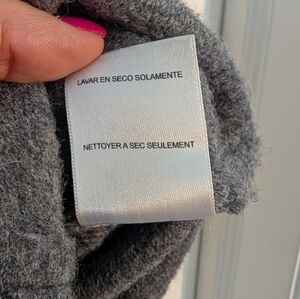 LAVAR EN SECO SOLAMENTE
NETTOYER A SEC SEULEMENT